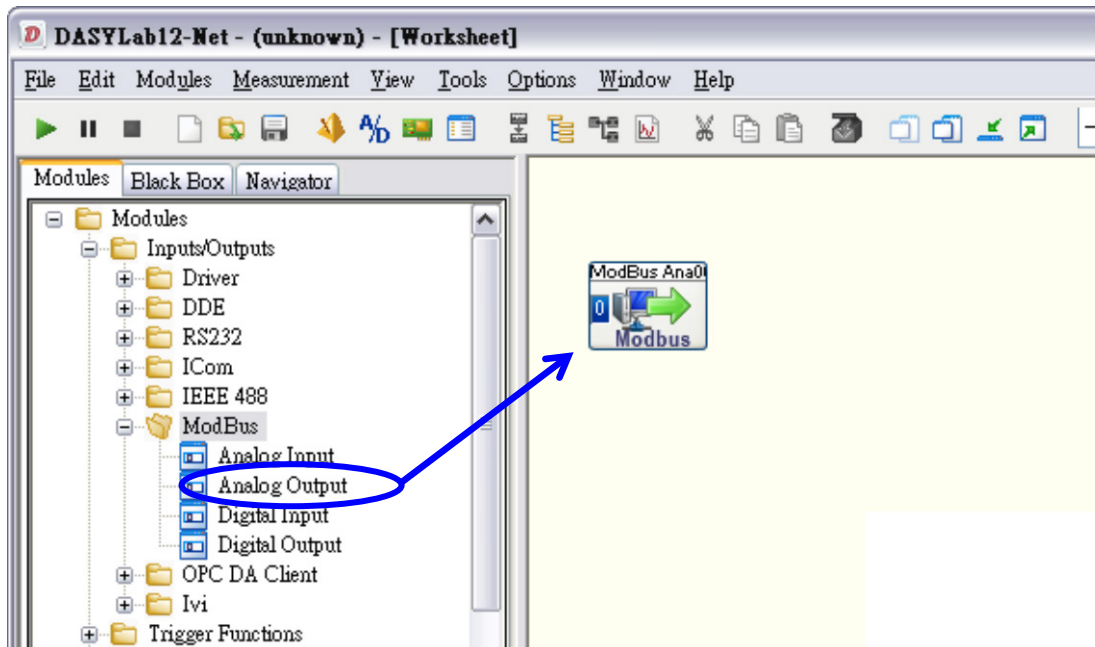 DASYLab12-Net - (unknown) - [Worksheet]
File Edit Modules Measurement View Tools Options Window Help
Modules Black Box Navigator
Modules
Inputs/Outputs
Driver
DDE
RS232
ICom
IEEE 488
ModBus
Analog Input
Analog Output
Digital Input
Digital Output
OPC DA Client
Ivi
Trigger Functions
ModBus Ana0
0
Modbus